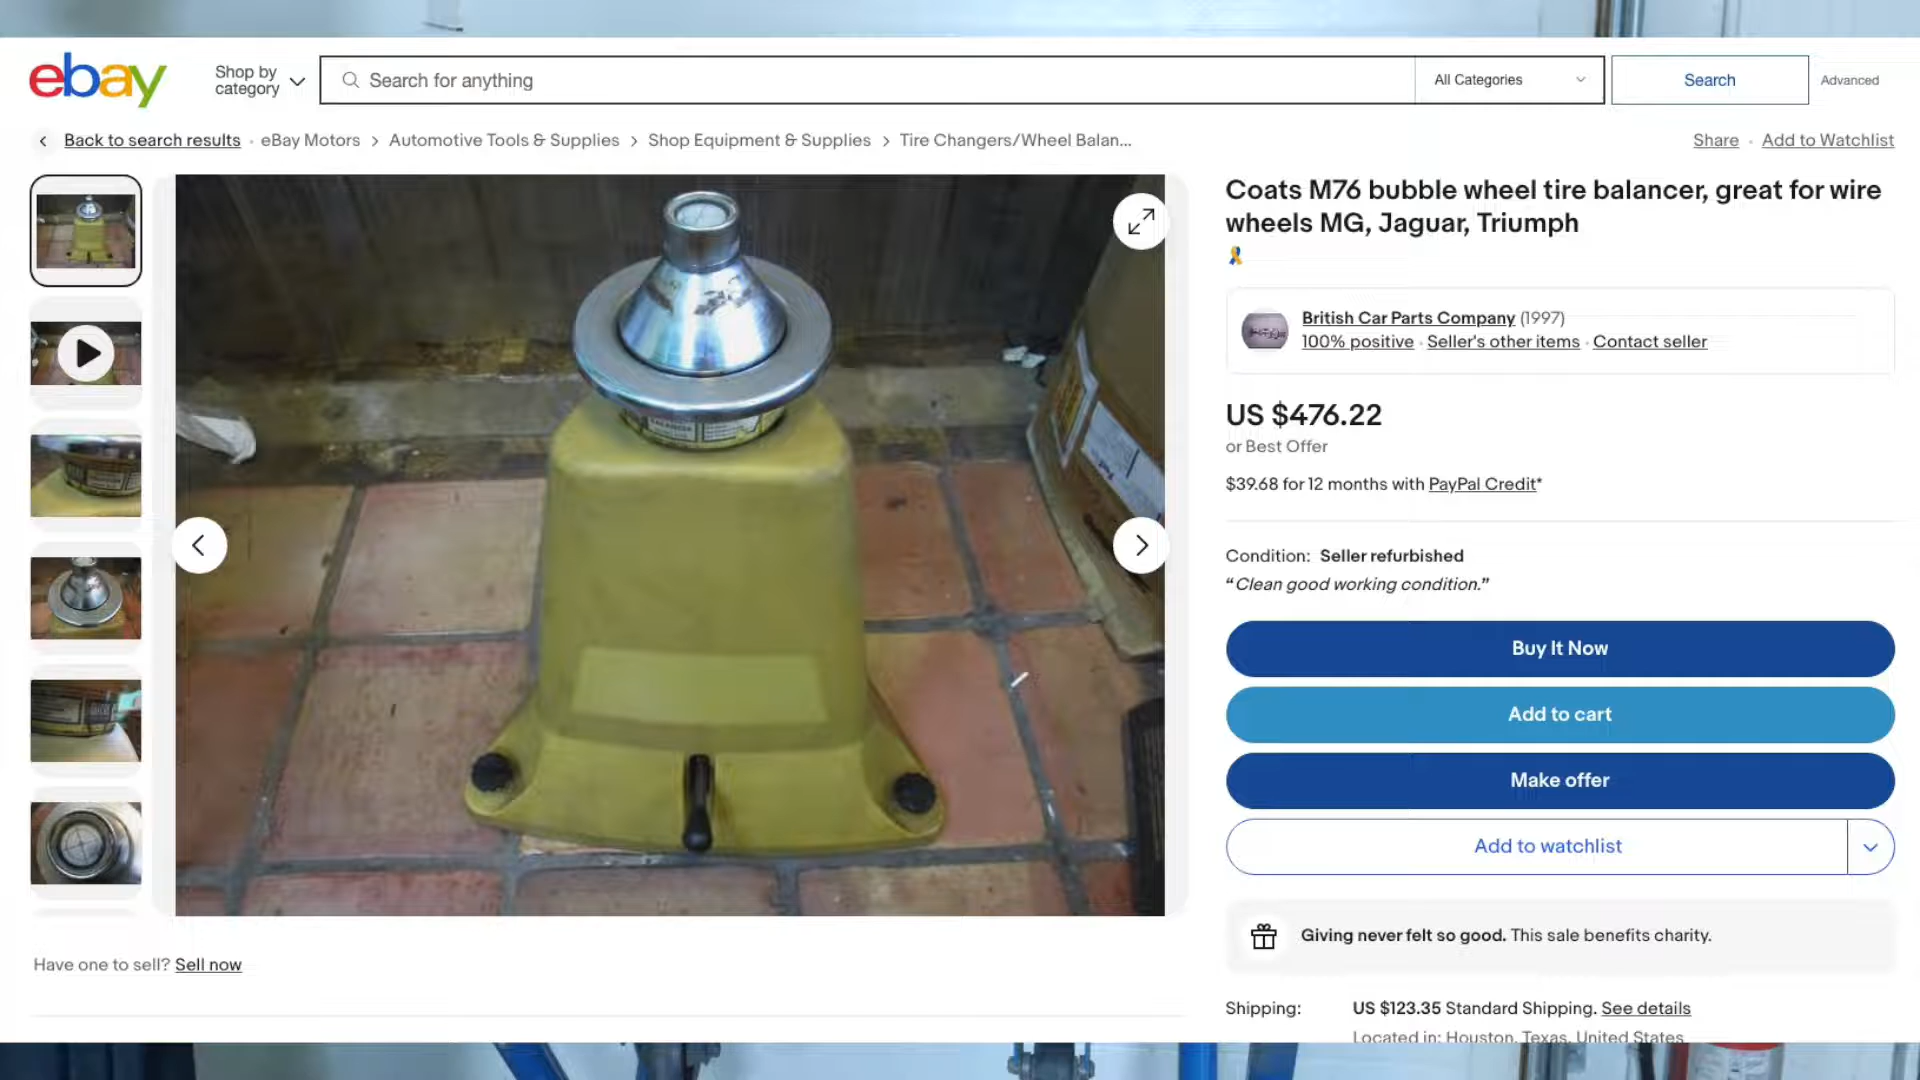 ebay
Shop by
category
Search for anything
All Categories
Search
Advanced
Back to search results · eBay Motors > Automotive Tools & Supplies > Shop Equipment & Supplies > Tire Changers/Wheel Balan...
Share · Add to Watchlist
Coats M76 bubble wheel tire balancer, great for wire
wheels MG, Jaguar, Triumph
British Car Parts Company (1997)
100% positive · Seller's other items · Contact seller
US $476.22
or Best Offer
$39.68 for 12 months with PayPal Credit*
Condition: Seller refurbished
“Clean good working condition.”
Buy It Now
Add to cart
Make offer
Add to watchlist
Giving never felt so good. This sale benefits charity.
Have one to sell? Sell now
Shipping: US $123.35 Standard Shipping. See details
Located in: Houston, Texas, United States